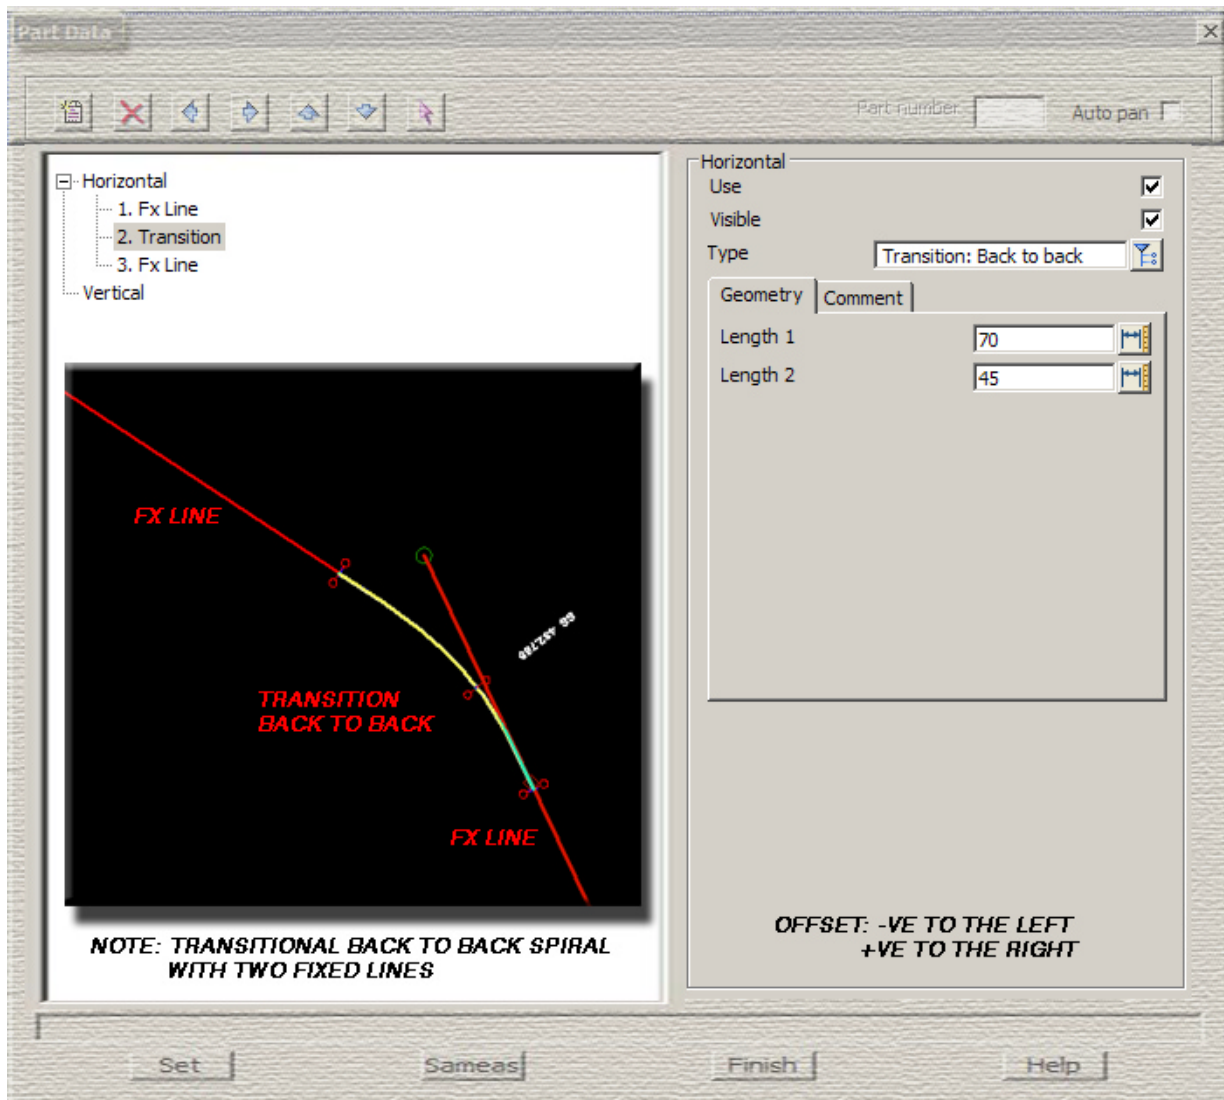 Part Data
Part number
Auto pan
Horizontal
1. Fx Line
2. Transition
3. Fx Line
Vertical
FX LINE
TRANSITION
BACK TO BACK
FX LINE
NOTE: TRANSITIONAL BACK TO BACK SPIRAL
WITH TWO FIXED LINES
Horizontal
Use
Visible
Type
Transition: Back to back
Geometry
Comment
Length 1
70
Length 2
45
OFFSET: -VE TO THE LEFT
+VE TO THE RIGHT
Set
Sameas
Finish
Help